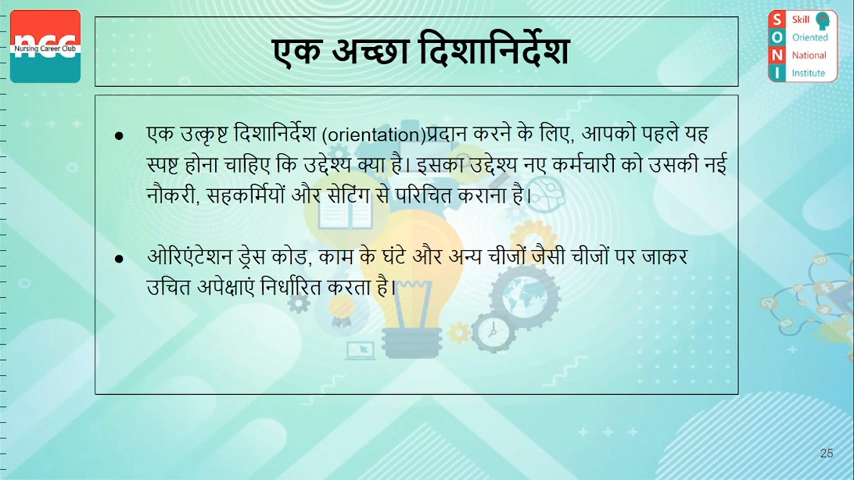 ncc
Nursing Career Club
एक अच्छा दिशानिर्देश
S Skill
O Oriented
N National
I Institute
● एक उत्कृष्ट दिशानिर्देश (orientation)प्रदान करने के लिए, आपको पहले यह
स्पष्ट होना चाहिए कि उद्देश्य क्या है। इसका उद्देश्य नए कर्मचारी को उसकी नई
नौकरी, सहकर्मियों और सेटिंग से परिचित कराना है।
● ओरिएंटेशन ड्रेस कोड, काम के घंटे और अन्य चीजों जैसी चीजों पर जाकर
उचित अपेक्षाएं निर्धारित करता है।
25